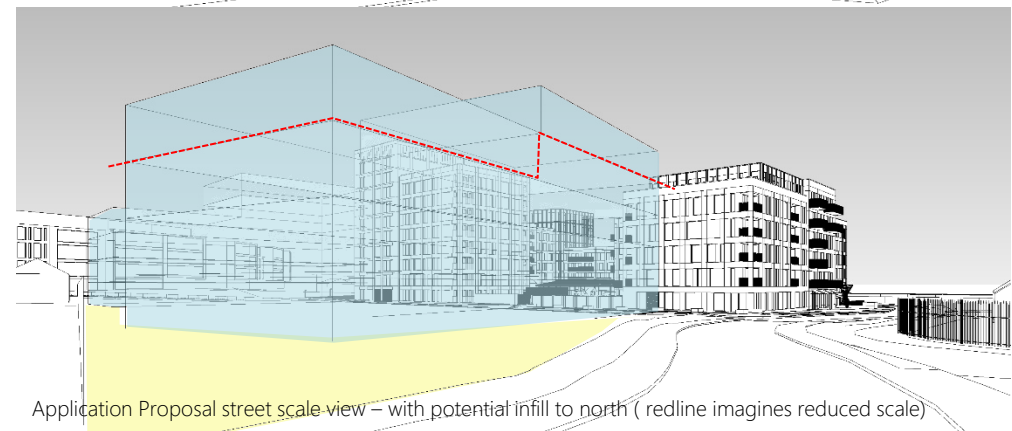 Application Proposal street scale view – with potential infill to north ( redline imagines reduced scale)